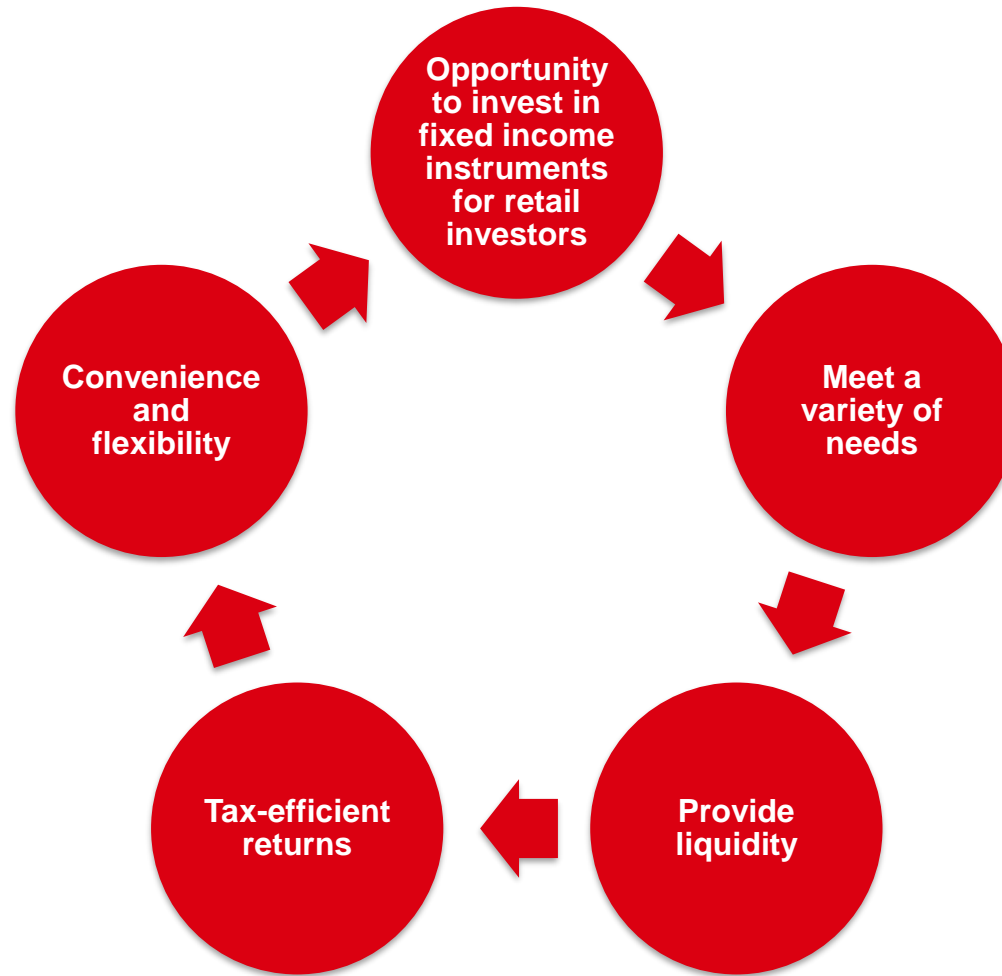 Opportunity
to invest in
fixed income
instruments
for retail
investors
Meet a
variety of
needs
Provide
liquidity
Tax-efficient
returns
Convenience
and
flexibility